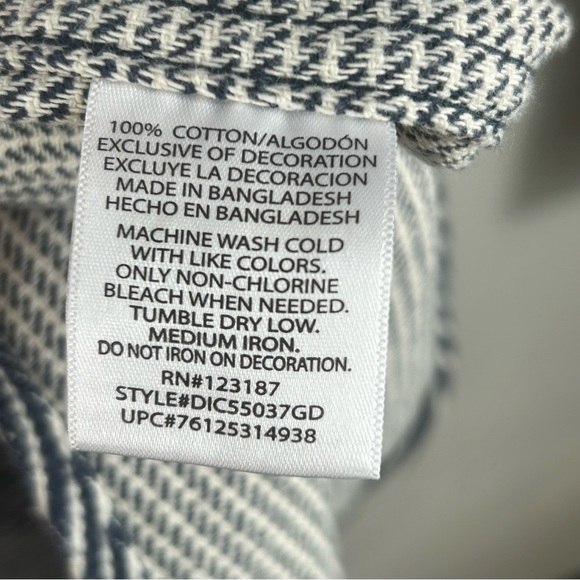 100% COTTON/ALGODÓN
EXCLUSIVE OF DECORATION
EXCLUYE LA DECORACION
MADE IN BANGLADESH
HECHO EN BANGLADESH
MACHINE WASH COLD
WITH LIKE COLORS.
ONLY NON-CHLORINE
BLEACH WHEN NEEDED.
TUMBLE DRY LOW.
MEDIUM IRON.
DO NOT IRON ON DECORATION.
RN#123187
STYLE#DIC55037GD
UPC#76125314938